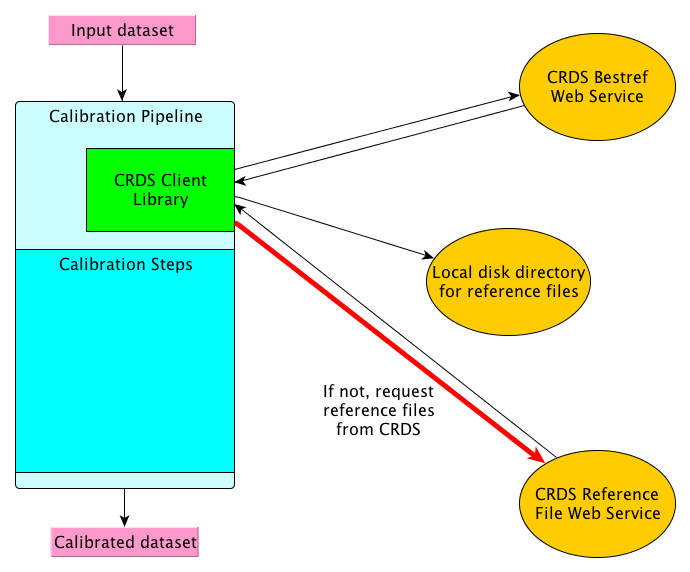 Input dataset
Calibration Pipeline
CRDS Client
Library
Calibration Steps
Calibrated dataset
CRDS Bestref
Web Service
Local disk directory
for reference files
If not, request
reference files
from CRDS
CRDS Reference
File Web Service